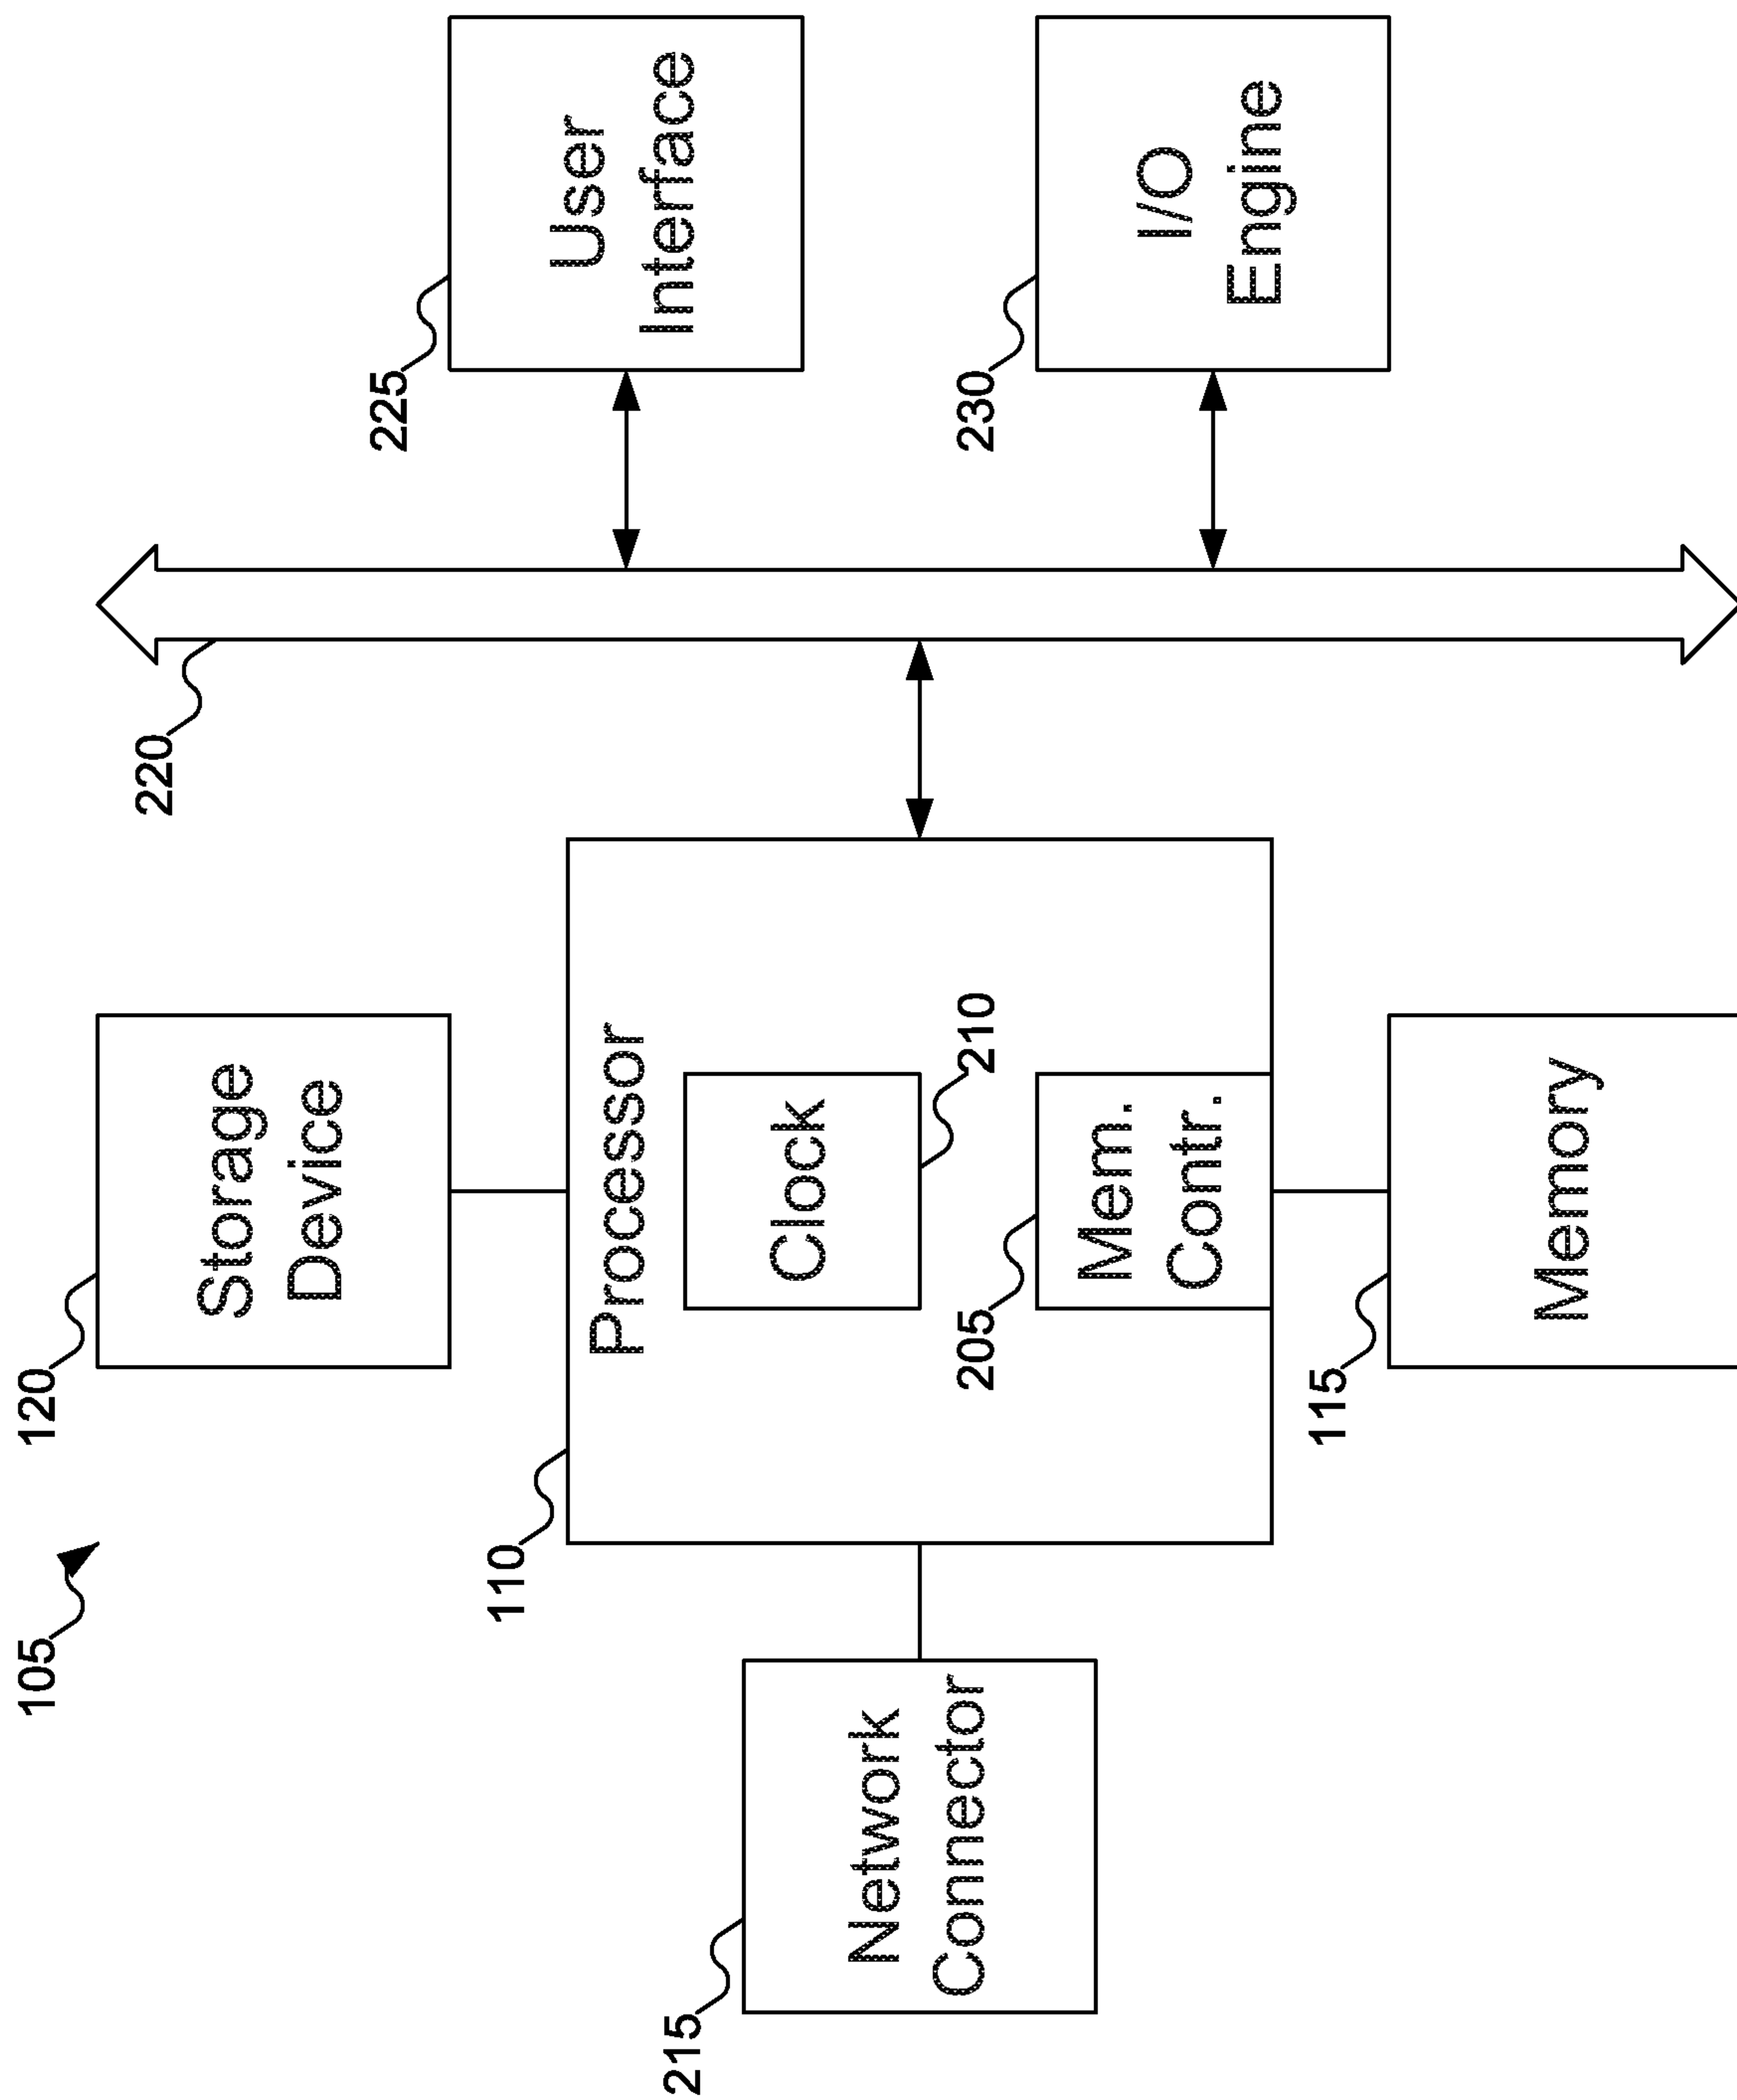 105
120
Storage
Device
220
225
User
Interface
110
Processor
215
Network
Connector
Clock
210
205
Mem.
Contr.
230
I/O
Engine
115
Memory